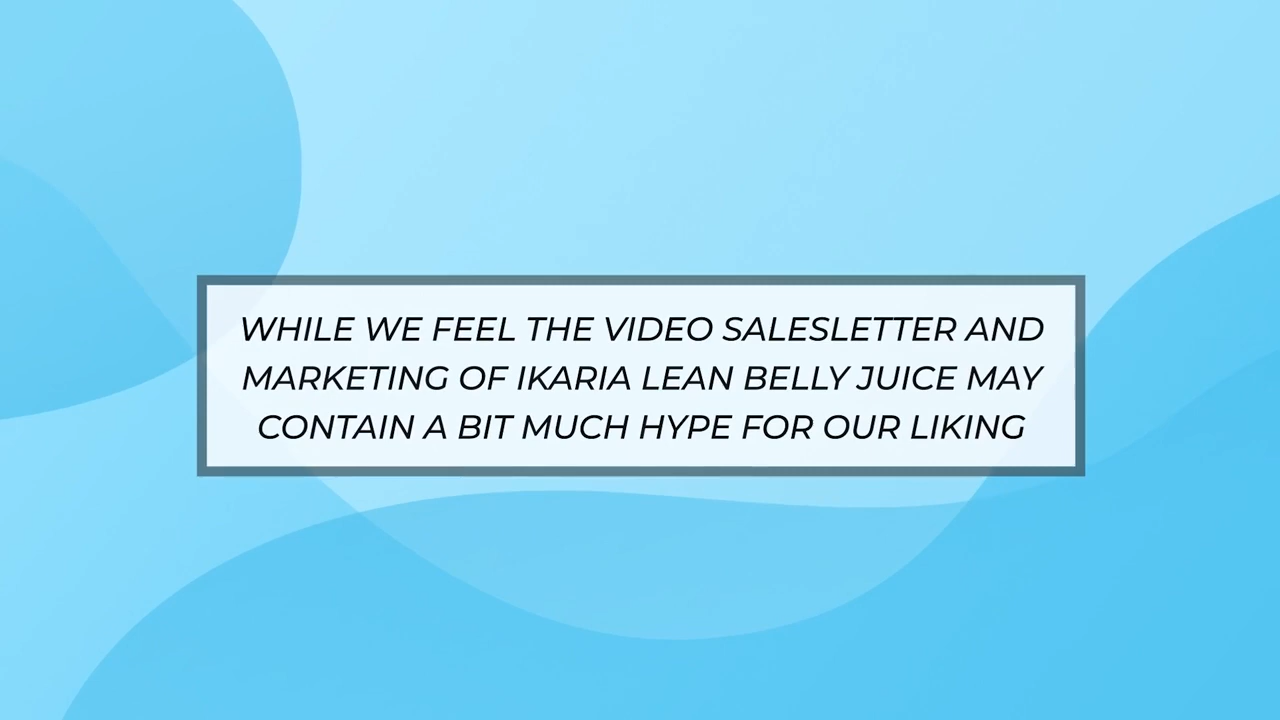 WHILE WE FEEL THE VIDEO SALESLETTER AND
MARKETING OF IKARIA LEAN BELLY JUICE MAY
CONTAIN A BIT MUCH HYPE FOR OUR LIKING